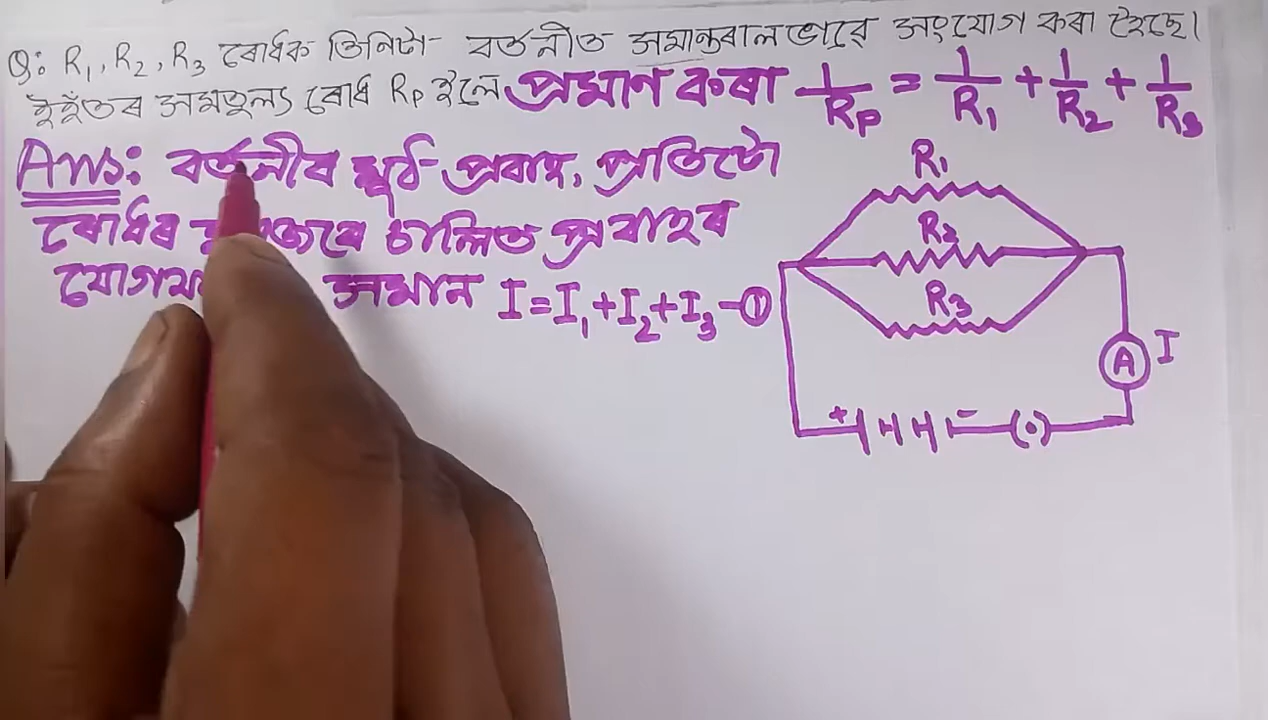 Q: R₁, R₂, R₃ ৰোধক তিনিটা বৰ্তনীত সমান্তৰালভাৱে সংযোগ কৰা হৈছে।
ইহঁতৰ সমতুল্য ৰোধ Rₚ হ'লে প্ৰমাণ কৰা 1/Rₚ = 1/R₁ + 1/R₂ + 1/R₃
Ans: বৰ্তনীৰ মুঠ প্ৰবাহ, প্ৰতিটো
ৰোধৰ চালিত প্ৰবাহৰ
সমান I = I₁ + I₂ + I₃ – ①
R₁
R₂
R₃
A I
+ –